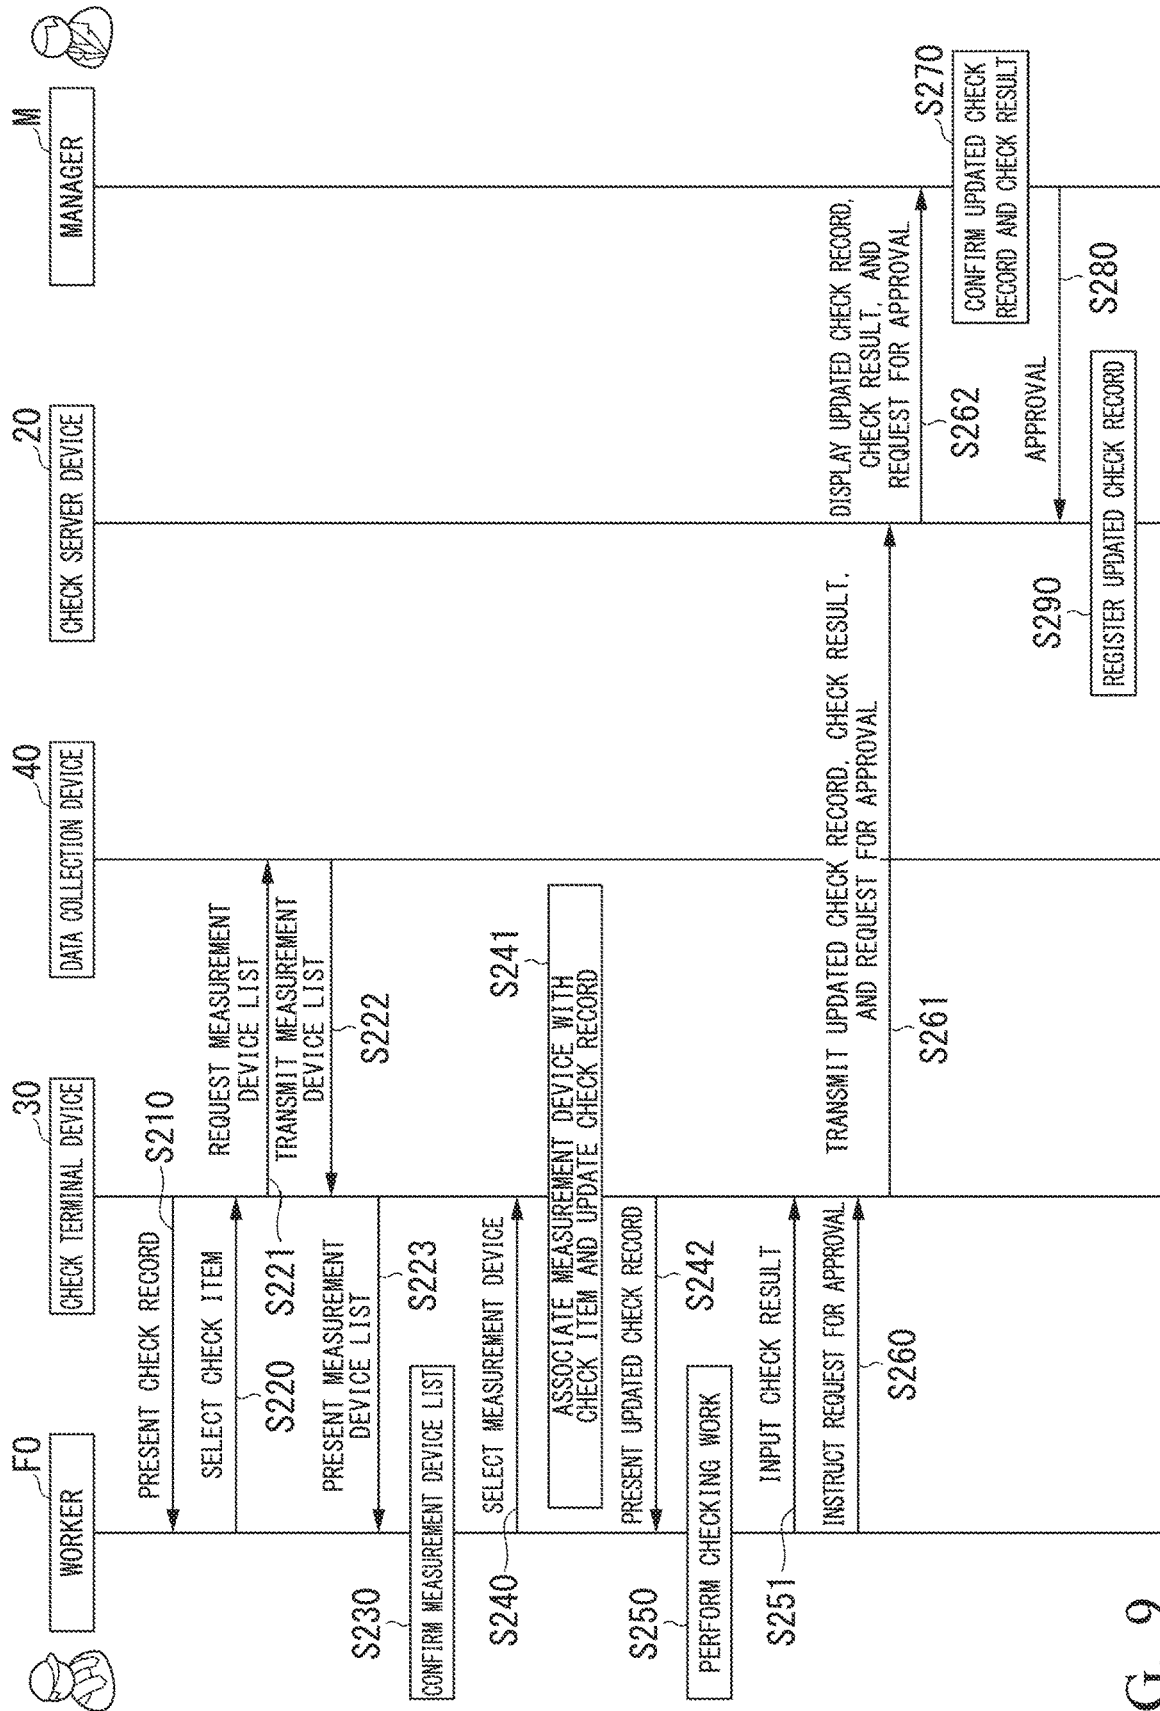 F0
WORKER
30
CHECK TERMINAL DEVICE
40
DATA COLLECTION DEVICE
20
CHECK SERVER DEVICE
M
MANAGER
PRESENT CHECK RECORD
S210
SELECT CHECK ITEM
S220
REQUEST MEASUREMENT
DEVICE LIST
S221
TRANSMIT MEASUREMENT
DEVICE LIST
S222
PRESENT MEASUREMENT
DEVICE LIST
S223
S230
CONFIRM MEASUREMENT DEVICE LIST
SELECT MEASUREMENT DEVICE
S240
S241
ASSOCIATE MEASUREMENT DEVICE WITH
CHECK ITEM AND UPDATE CHECK RECORD
PRESENT UPDATED CHECK RECORD
S242
S250
PERFORM CHECKING WORK
INPUT CHECK RESULT
S251
INSTRUCT REQUEST FOR APPROVAL
S260
TRANSMIT UPDATED CHECK RECORD, CHECK RESULT,
AND REQUEST FOR APPROVAL
S261
DISPLAY UPDATED CHECK RECORD,
CHECK RESULT, AND
REQUEST FOR APPROVAL
S262
S270
CONFIRM UPDATED CHECK
RECORD AND CHECK RESULT
APPROVAL
S280
S290
REGISTER UPDATED CHECK RECORD
G. 9